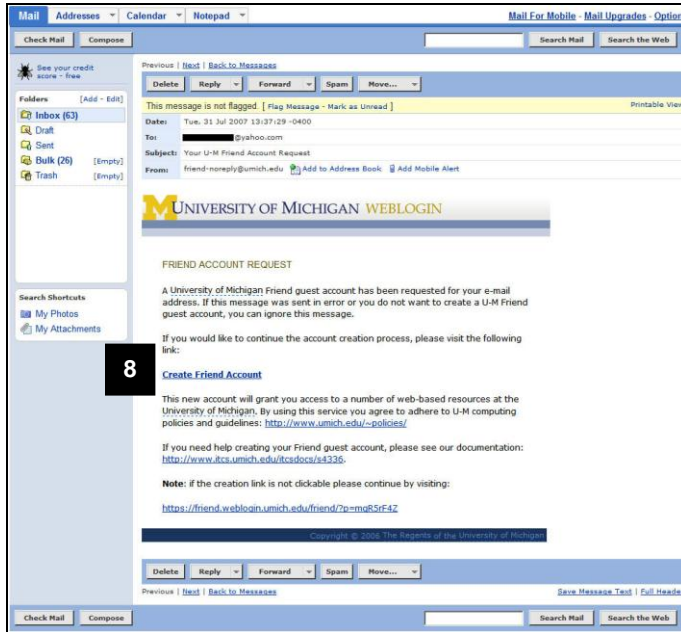 Mail Addresses Calendar Notepad Mail For Mobile - Mail Upgrades - Option
Check Mail Compose Search Mail Search the Web
See your credit
score - free
Previous | Next | Back to Messages
Delete Reply Forward Spam Move...
Folders [Add - Edit]
Inbox (63)
Draft
Sent
Bulk (26) [Empty]
Trash [Empty]
Search Shortcuts
My Photos
My Attachments
This message is not flagged. [ Flag Message - Mark as Unread ] Printable View
Date: Tue, 31 Jul 2007 13:37:29 -0400
To: @yahoo.com
Subject: Your U-M Friend Account Request
From: friend-noreply@umich.edu Add to Address Book Add Mobile Alert
UNIVERSITY OF MICHIGAN WEBLOGIN
FRIEND ACCOUNT REQUEST
A University of Michigan Friend guest account has been requested for your e-mail
address. If this message was sent in error or you do not want to create a U-M Friend
guest account, you can ignore this message.
If you would like to continue the account creation process, please visit the following
link:
8
Create Friend Account
This new account will grant you access to a number of web-based resources at the
University of Michigan. By using this service you agree to adhere to U-M computing
policies and guidelines: http://www.umich.edu/~policies/
If you need help creating your Friend guest account, please see our documentation:
http://www.itcs.umich.edu/itcsdocs/s4336.
Note: if the creation link is not clickable please continue by visiting:
https://friend.weblogin.umich.edu/friend/?p=mqR5rF4Z
Copyright © 2006 The Regents of the University of Michigan
Delete Reply Forward Spam Move...
Previous | Next | Back to Messages Save Message Text | Full Heade
Check Mail Compose Search Mail Search the Web